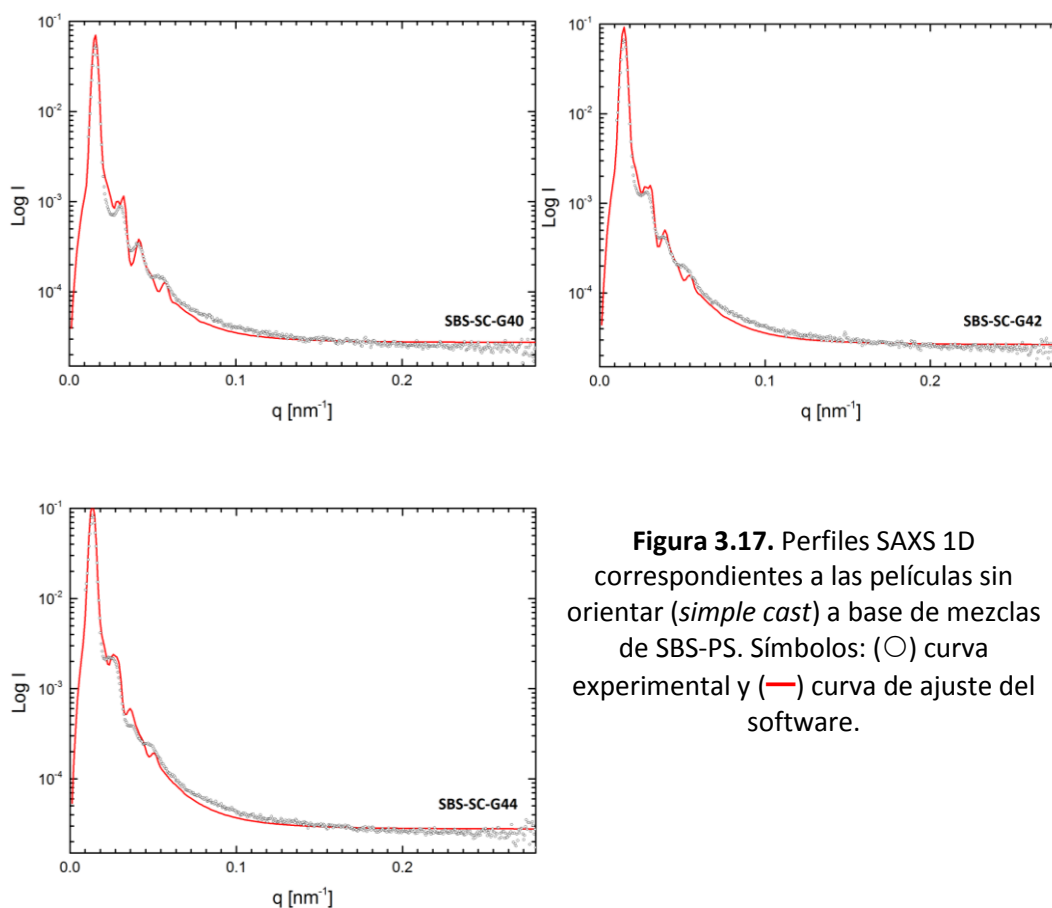 10⁻¹
10⁻²
10⁻³
10⁻⁴
Log I
SBS-SC-G40
0.0 0.1 0.2
q [nm⁻¹]
10⁻¹
10⁻²
10⁻³
10⁻⁴
Log I
SBS-SC-G42
0.0 0.1 0.2
q [nm⁻¹]
10⁻¹
10⁻²
10⁻³
10⁻⁴
Log I
SBS-SC-G44
0.0 0.1 0.2
q [nm⁻¹]
Figura 3.17. Perfiles SAXS 1D
correspondientes a las películas sin
orientar (simple cast) a base de mezclas
de SBS-PS. Símbolos: (○) curva
experimental y (—) curva de ajuste del
software.